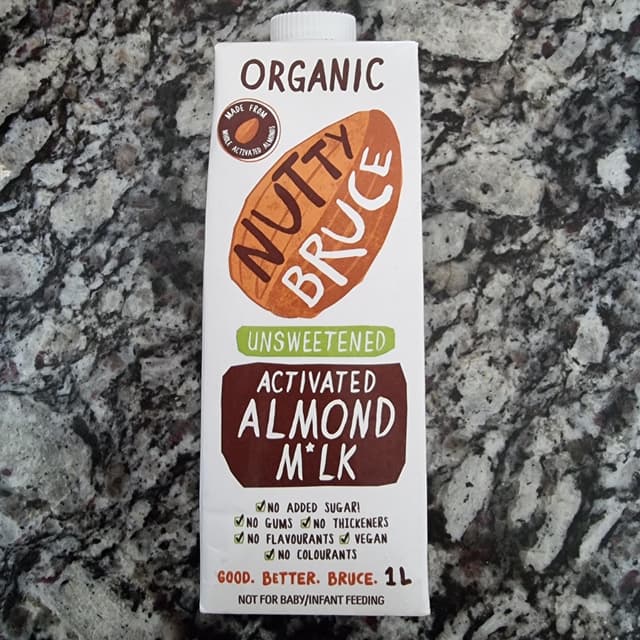 ORGANIC
MADE FROM
WHOLE ACTIVATED ALMONDS
NUTTY
BRUCE
UNSWEETENED
ACTIVATED
ALMOND
M*LK
NO ADDED SUGAR!
NO GUMS NO THICKENERS
NO FLAVOURANTS VEGAN
NO COLOURANTS
GOOD. BETTER. BRUCE. 1L
NOT FOR BABY/INFANT FEEDING